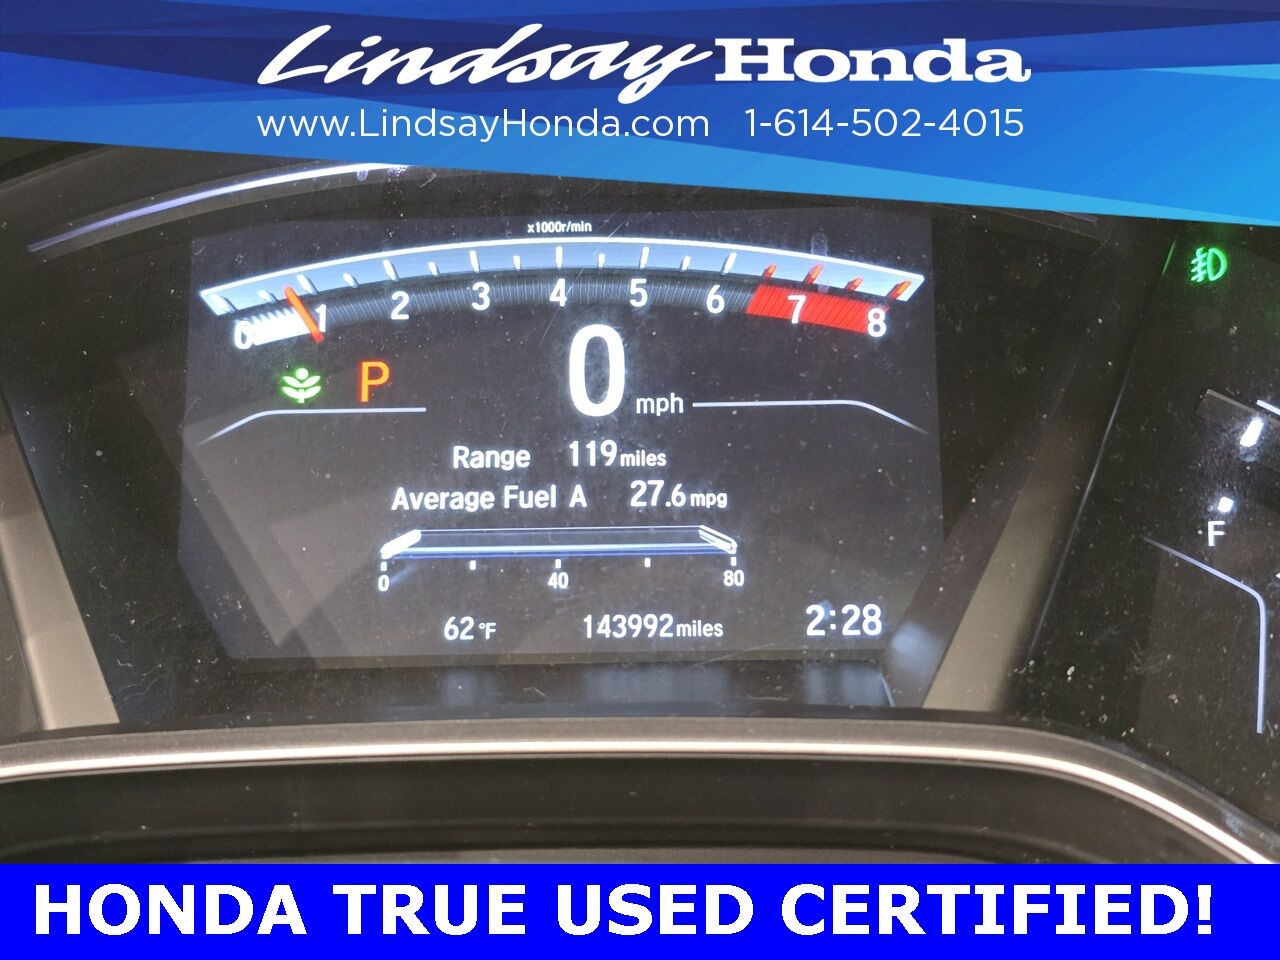 Lindsay Honda
www.LindsayHonda.com 1-614-502-4015
x1000r/min
0 1 2 3 4 5 6 7 8
P 0 mph
Range 119 miles
Average Fuel A 27.6 mpg
F
0 40 80
62 °F 143992 miles 2:28
HONDA TRUE USED CERTIFIED!